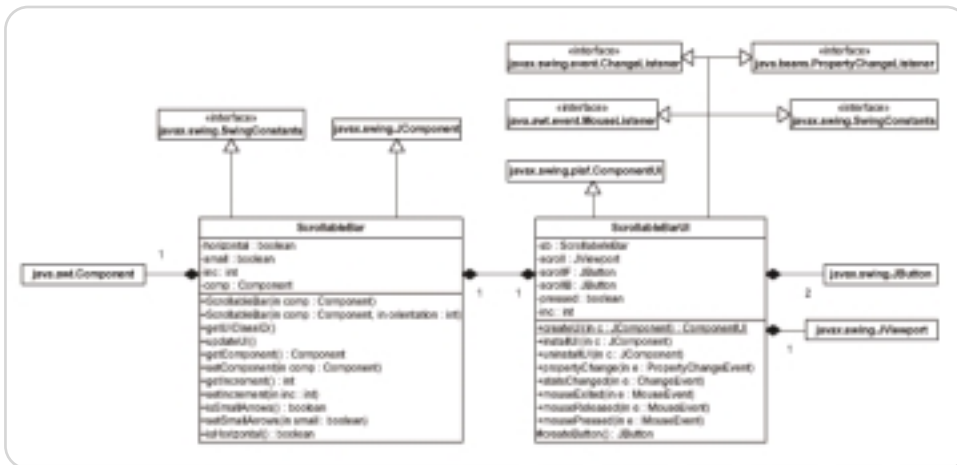 «interface»
javax.swing.event.ChangeListener
«interface»
java.beans.PropertyChangeListener
«interface»
javax.swing.SwingConstants
javax.swing.JComponent
«interface»
java.awt.event.MouseListener
«interface»
javax.swing.SwingConstants
javax.swing.plaf.ComponentUI
ScrollableBar
-horizontal : boolean
-small : boolean
-inc : int
-comp : Component
+ScrollableBar(in comp : Component)
+ScrollableBar(in comp : Component, in orientation : int)
+getUIClassID()
+updateUI()
+getComponent() : Component
+setComponent(in comp : Component)
+getIncrement() : int
+setIncrement(in inc : int)
+isSmallArrows() : boolean
+setSmallArrows(in small : boolean)
+isHorizontal() : boolean
java.awt.Component
1
1
1
ScrollableBarUI
-sb : ScrollableBar
-scroll : JViewport
-scrollF : JButton
-scrollB : JButton
-pressed : boolean
-inc : int
+createUI(in c : JComponent) : ComponentUI
+installUI(in c : JComponent)
+uninstallUI(in c : JComponent)
+propertyChange(in e : PropertyChangeEvent)
+stateChanged(in e : ChangeEvent)
+mouseExited(in e : MouseEvent)
+mouseReleased(in e : MouseEvent)
+mousePressed(in e : MouseEvent)
#createButton() : JButton
javax.swing.JButton
2
javax.swing.JViewport
1